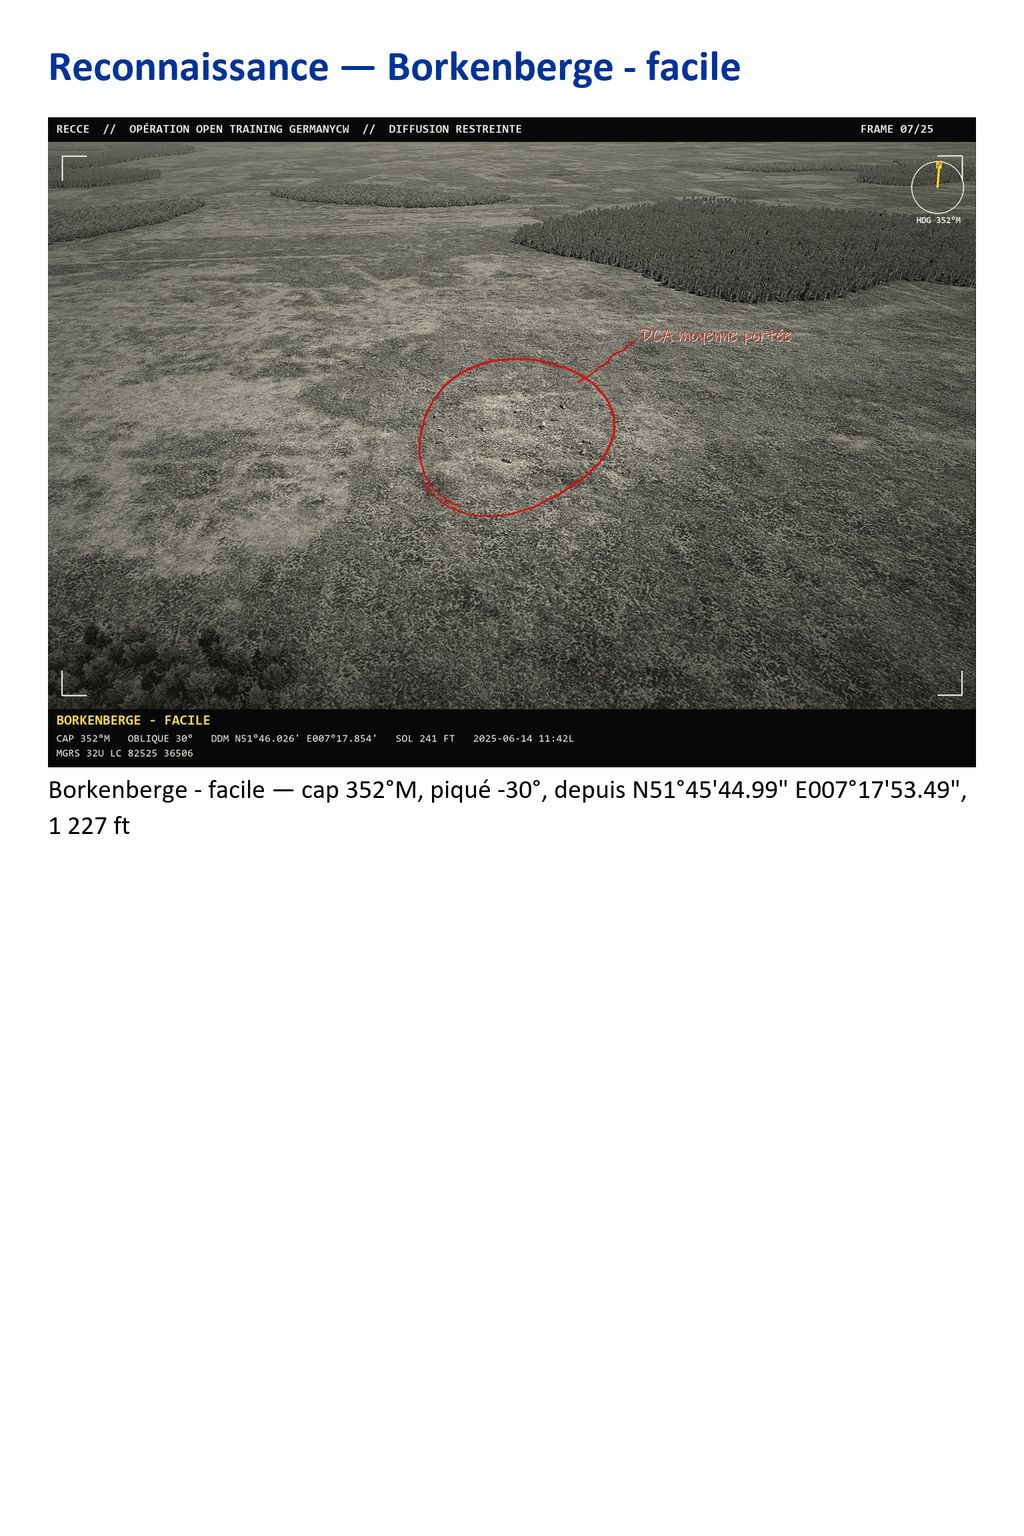 Reconnaissance — Borkenberge - facile
RECCE // OPÉRATION OPEN TRAINING GERMANYCW // DIFFUSION RESTREINTE FRAME 07/25
N
HDG 352°M
DCA moyenne portée
BORKENBERGE - FACILE
CAP 352°M OBLIQUE 30° DDM N51°46.026' E007°17.854' SOL 241 FT 2025-06-14 11:42L
MGRS 32U LC 82525 36506
Borkenberge - facile — cap 352°M, piqué -30°, depuis N51°45'44.99" E007°17'53.49",
1 227 ft